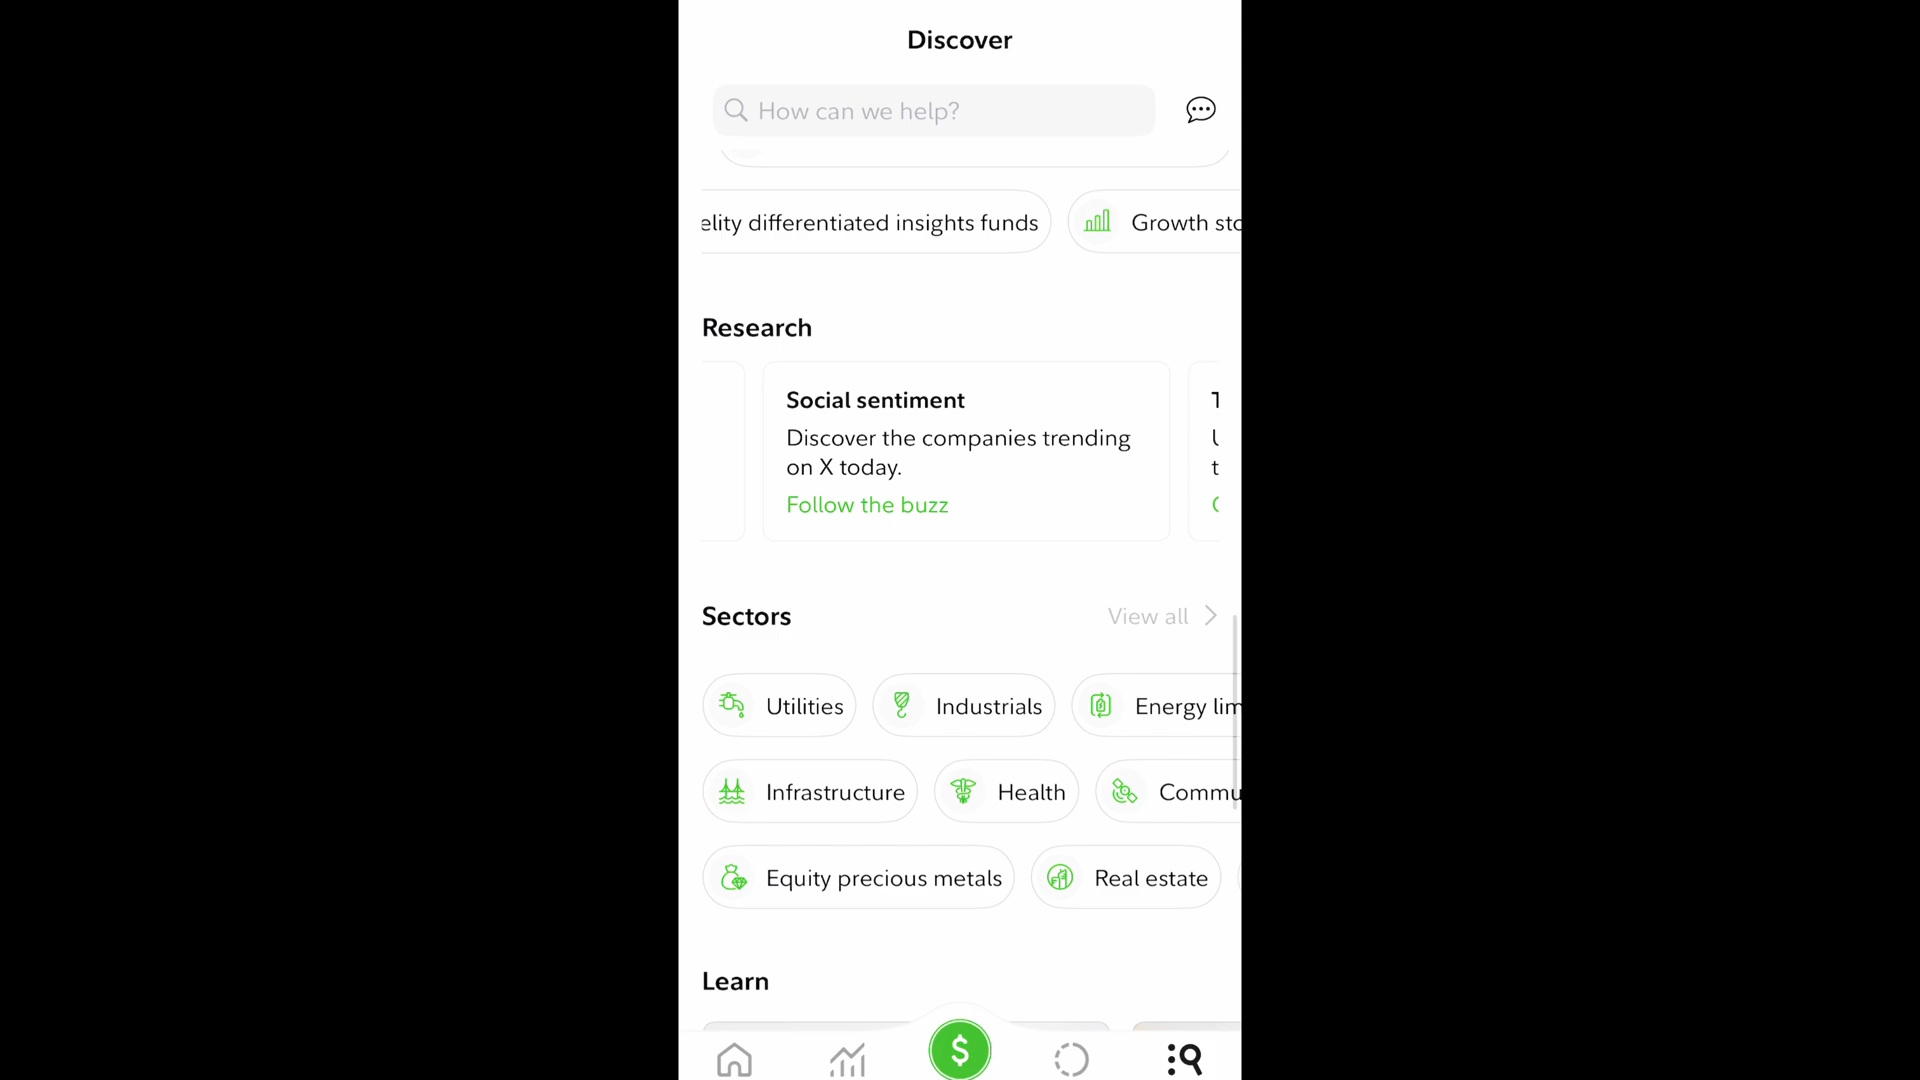 Discover
How can we help?
elity differentiated insights funds
Growth sto
Research
Social sentiment
Discover the companies trending
on X today.
Follow the buzz
Sectors
View all
Utilities
Industrials
Energy lim
Infrastructure
Health
Commu
Equity precious metals
Real estate
Learn
$